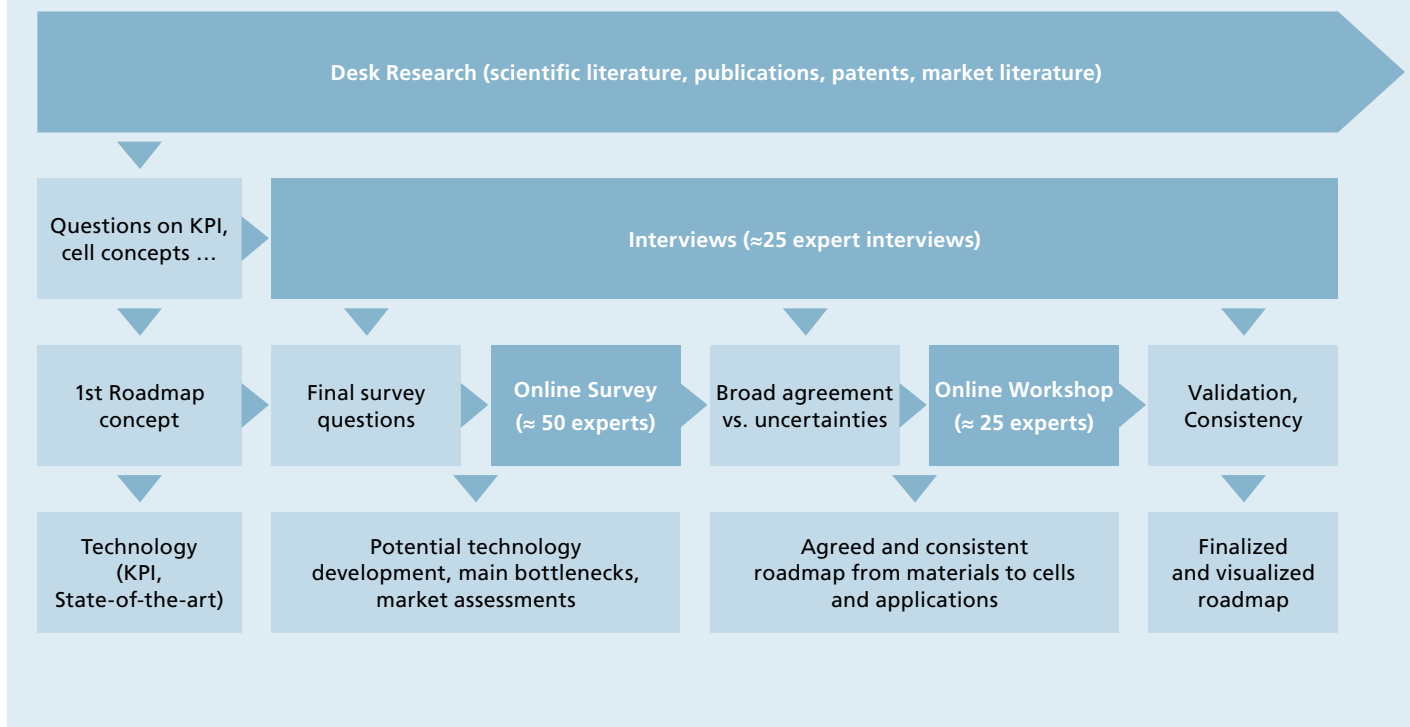 Desk Research (scientific literature, publications, patents, market literature)
Questions on KPI,
cell concepts …
Interviews (≈25 expert interviews)
1st Roadmap
concept
Final survey
questions
Online Survey
(≈ 50 experts)
Broad agreement
vs. uncertainties
Online Workshop
(≈ 25 experts)
Validation,
Consistency
Technology
(KPI,
State-of-the-art)
Potential technology
development, main bottlenecks,
market assessments
Agreed and consistent
roadmap from materials to cells
and applications
Finalized
and visualized
roadmap